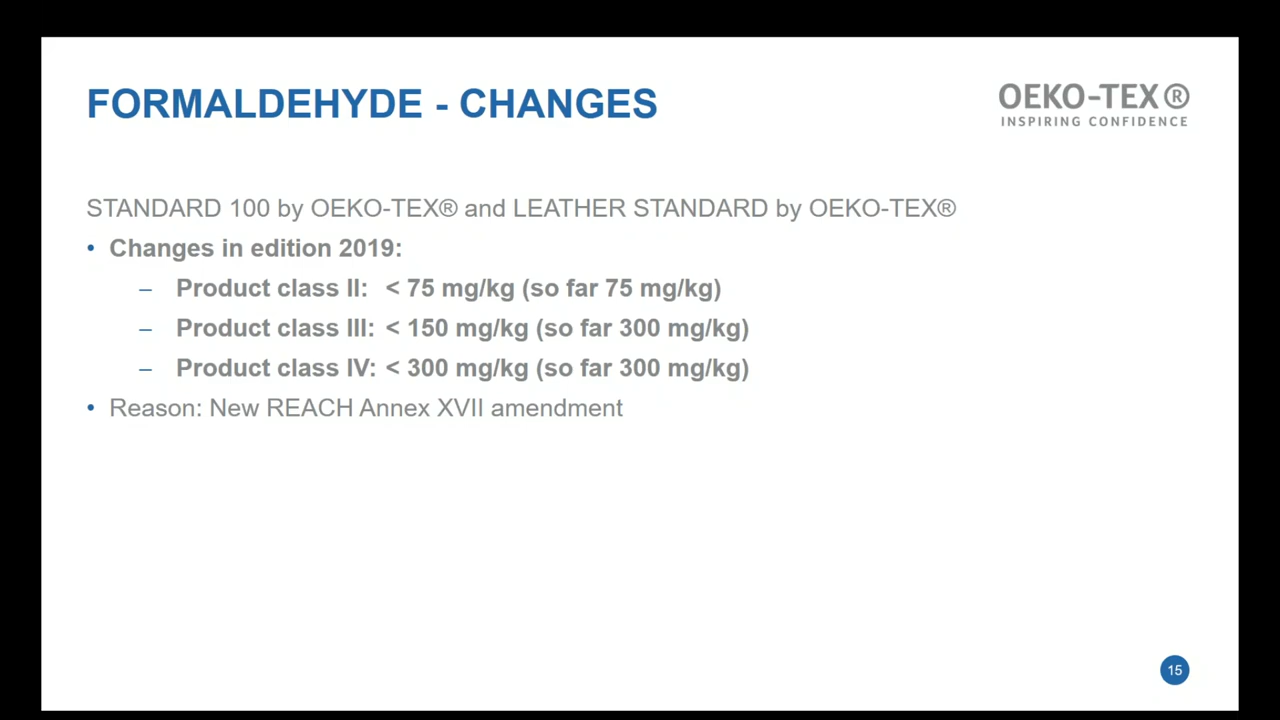 FORMALDEHYDE - CHANGES
OEKO-TEX®
INSPIRING CONFIDENCE
STANDARD 100 by OEKO-TEX® and LEATHER STANDARD by OEKO-TEX®
• Changes in edition 2019:
– Product class II: < 75 mg/kg (so far 75 mg/kg)
– Product class III: < 150 mg/kg (so far 300 mg/kg)
– Product class IV: < 300 mg/kg (so far 300 mg/kg)
• Reason: New REACH Annex XVII amendment
15